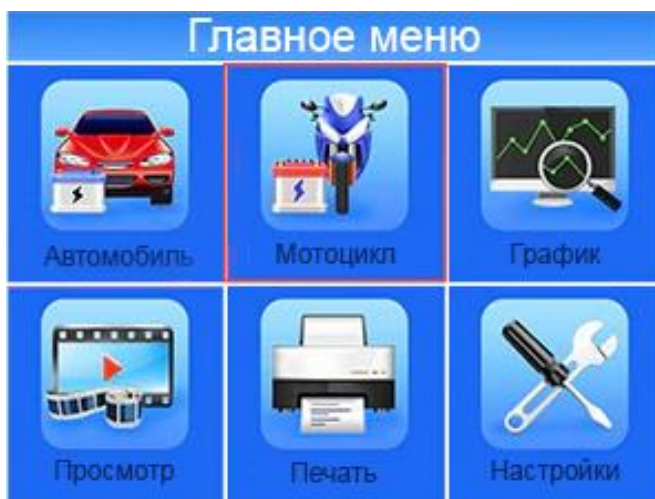 Главное меню
Автомобиль
Мотоцикл
График
Просмотр
Печать
Настройки